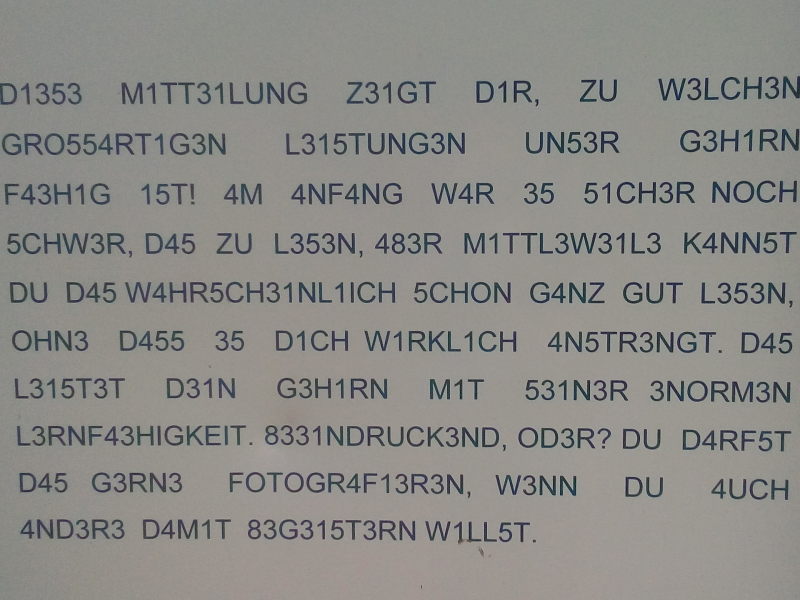 D1353 M1TT31LUNG Z31GT D1R, ZU W3LCH3N
GRO554RT1G3N L315TUNG3N UN53R G3H1RN
F43H1G 15T! 4M 4NF4NG W4R 35 51CH3R NOCH
5CHW3R, D45 ZU L353N, 483R M1TTL3W31L3 K4NN5T
DU D45 W4HR5CH31NL1ICH 5CHON G4NZ GUT L353N,
OHN3 D455 35 D1CH W1RKL1CH 4N5TR3NGT. D45
L315T3T D31N G3H1RN M1T 531N3R 3NORM3N
L3RNF43HIGKEIT. 8331NDRUCK3ND, OD3R? DU D4RF5T
D45 G3RN3 FOTOGR4F13R3N, W3NN DU 4UCH
4ND3R3 D4M1T 83G315T3RN W1LL5T.